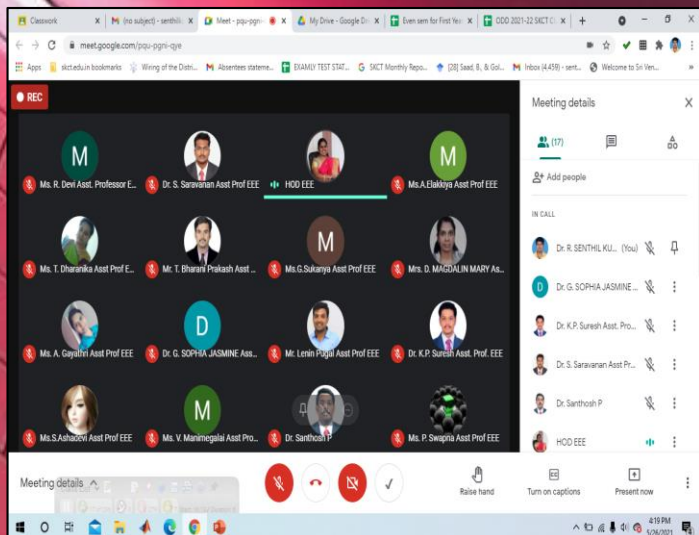 Classwork
(no subject) - senthilk
Meet - pqu-pgni-
My Drive - Google Dri
Even sem for First Yea
ODD 2021-22 SKCT C
meet.google.com/pqu-pgni-qye
Apps
skct.edu.in bookmarks
Wiring of the Distri...
Absentees stateme...
EXAMLY TEST STAT...
SKCT Monthly Repo...
[28] Saad, B., & Gol...
Inbox (4,459) - sent...
Welcome to Sri Ven...
REC
M
Ms. R. Devi Asst. Professor E...
Dr. S. Saravanan Asst Prof EEE
HOD EEE
M
Ms.A.Elakkiya Asst Prof EEE
Ms. T. Dharanika Asst Prof E...
Mr. T. Bharani Prakash Asst ...
M
Ms.G.Sukanya Asst Prof EEE
Mrs. D. MAGDALIN MARY As...
Ms. A. Gayathri Asst Prof EEE
D
Dr. G. SOPHIA JASMINE Ass...
Mr. Lenin Pugal Asst Prof EEE
Dr. K.P. Suresh Asst. Prof. EEE
Ms.S.Ashadevi Asst Prof EEE
M
Ms. V. Manimegalai Asst Pro...
Dr. Santhosh P
Ms. P. Swapna Asst Prof EEE
Meeting details
(17)
Add people
IN CALL
Dr. R. SENTHIL KU... (You)
D
Dr. G. SOPHIA JASMINE ...
Dr. K.P. Suresh Asst. Pro...
Dr. S. Saravanan Asst Pr...
Dr. Santhosh P
HOD EEE
Meeting details
Raise hand
Turn on captions
Present now
4:19 PM
5/26/2021